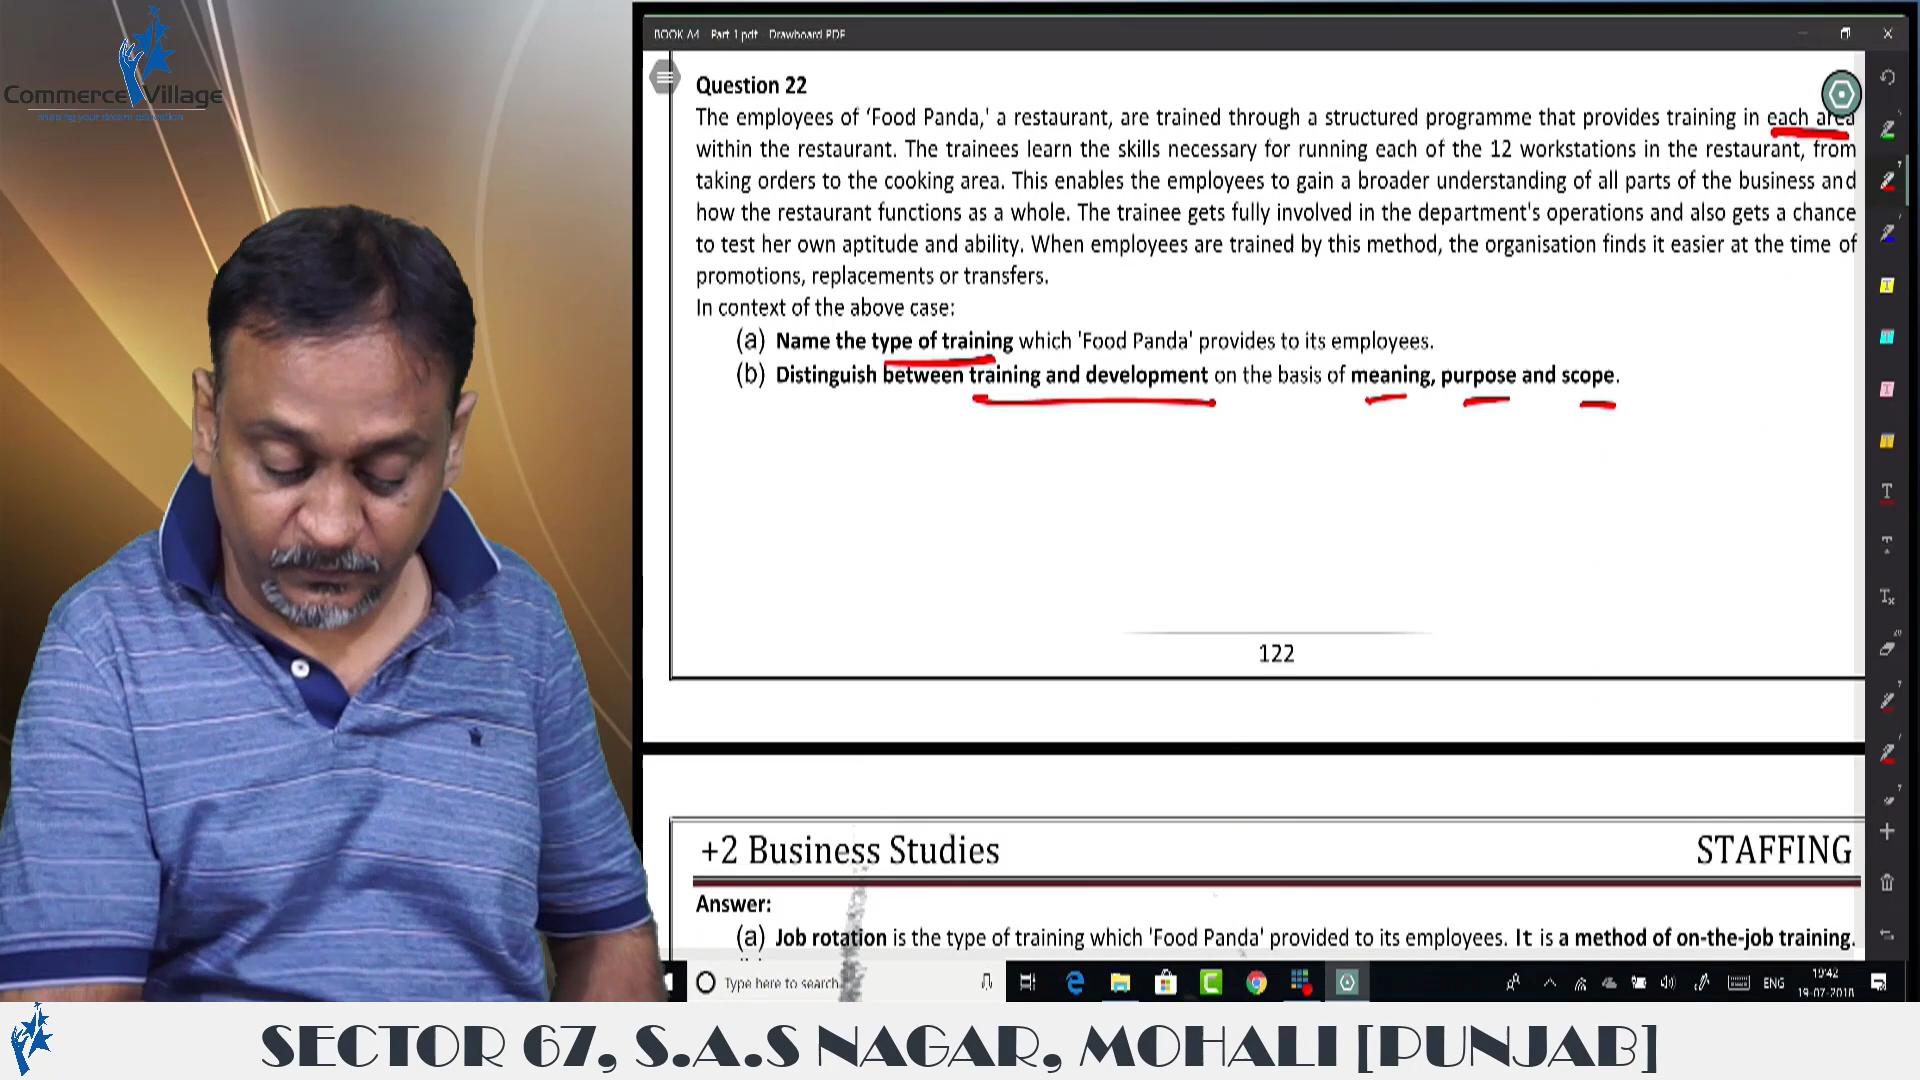 Commerce Village
BOOK A4 Part 1.pdf - Drawboard PDF
Question 22
The employees of ‘Food Panda,' a restaurant, are trained through a structured programme that provides training in each area
within the restaurant. The trainees learn the skills necessary for running each of the 12 workstations in the restaurant, from
taking orders to the cooking area. This enables the employees to gain a broader understanding of all parts of the business and
how the restaurant functions as a whole. The trainee gets fully involved in the department's operations and also gets a chance
to test her own aptitude and ability. When employees are trained by this method, the organisation finds it easier at the time of
promotions, replacements or transfers.
In context of the above case:
(a) Name the type of training which 'Food Panda' provides to its employees.
(b) Distinguish between training and development on the basis of meaning, purpose and scope.
122
+2 Business Studies STAFFING
Answer:
(a) Job rotation is the type of training which 'Food Panda' provided to its employees. It is a method of on-the-job training.
Type here to search
ENG
19:42
19-07-2018
SECTOR 67, S.A.S NAGAR, MOHALI [PUNJAB]